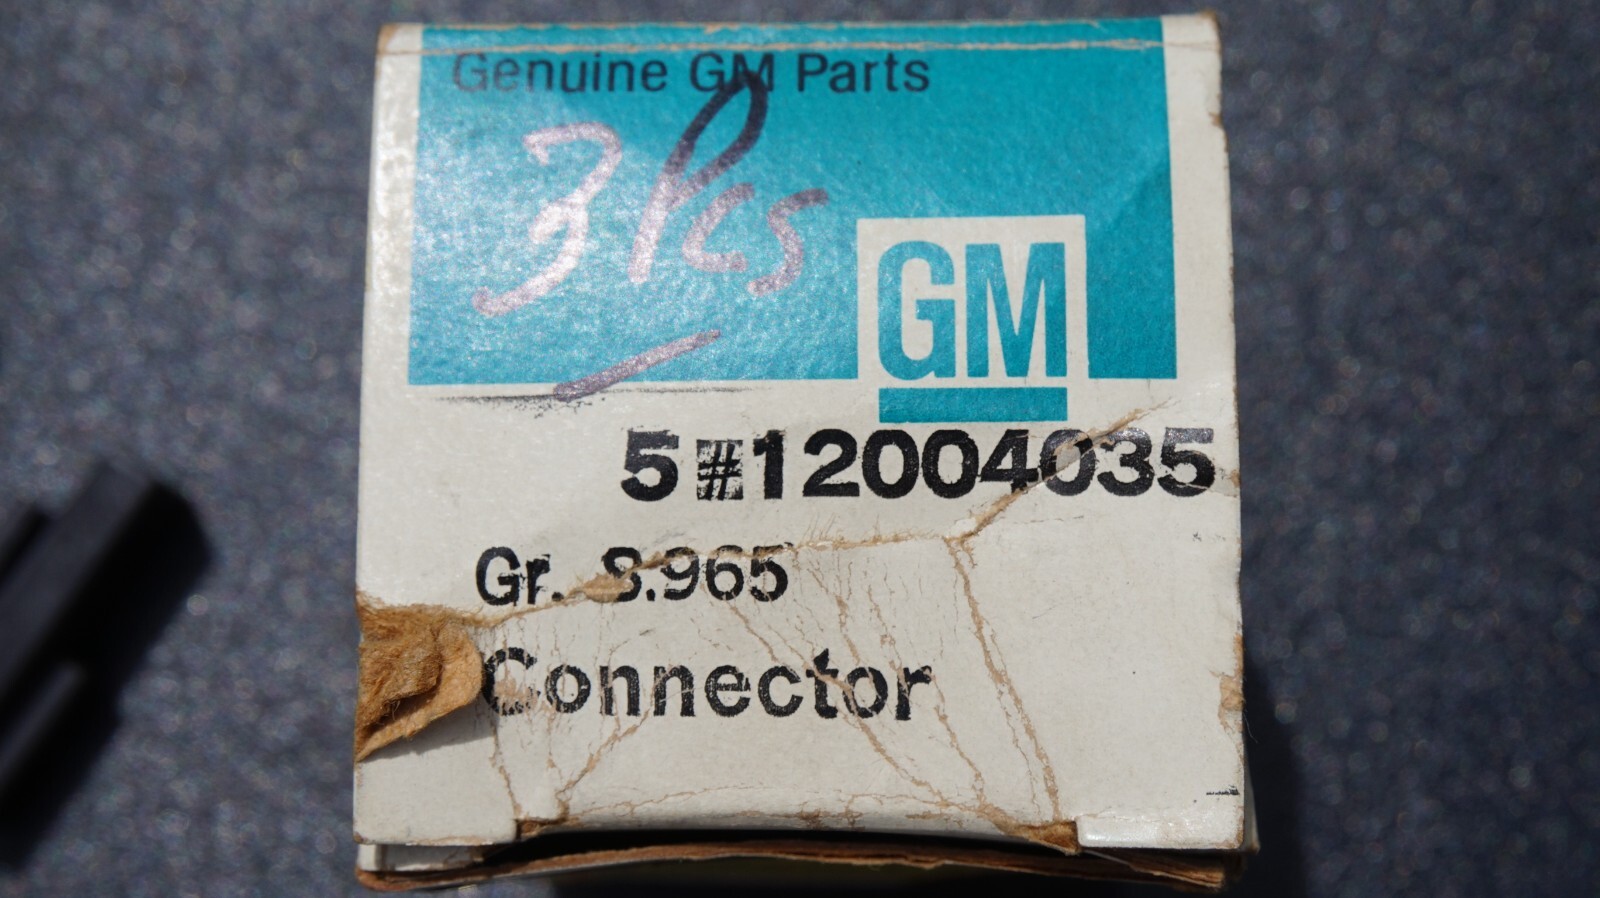 Genuine GM Parts
3 Pcs
GM
5 #12004035
Gr. 8.965
Connector